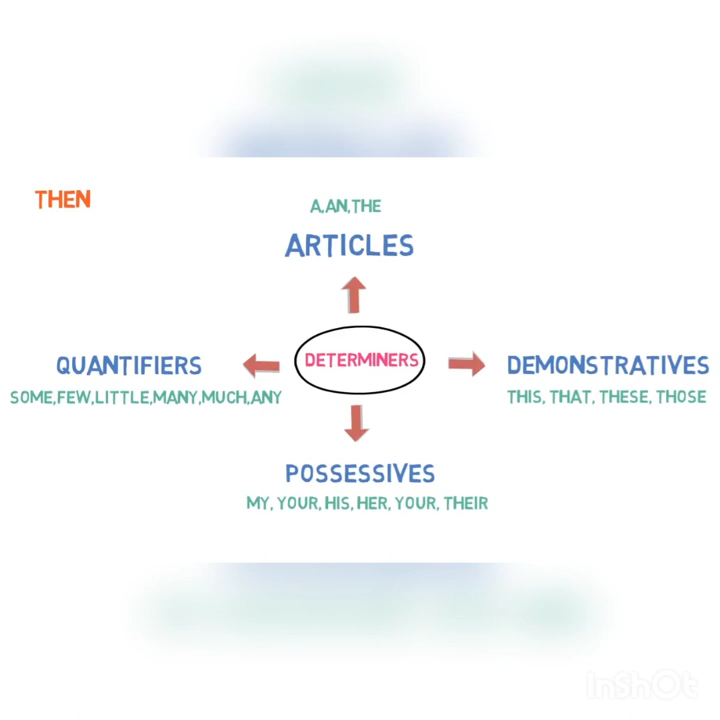 THEN
A,AN,THE
ARTICLES
QUANTIFIERS
SOME,FEW,LITTLE,MANY,MUCH,ANY
DETERMINERS
DEMONSTRATIVES
THIS, THAT, THESE, THOSE
POSSESSIVES
MY, YOUR, HIS, HER, YOUR, THEIR
InShOt